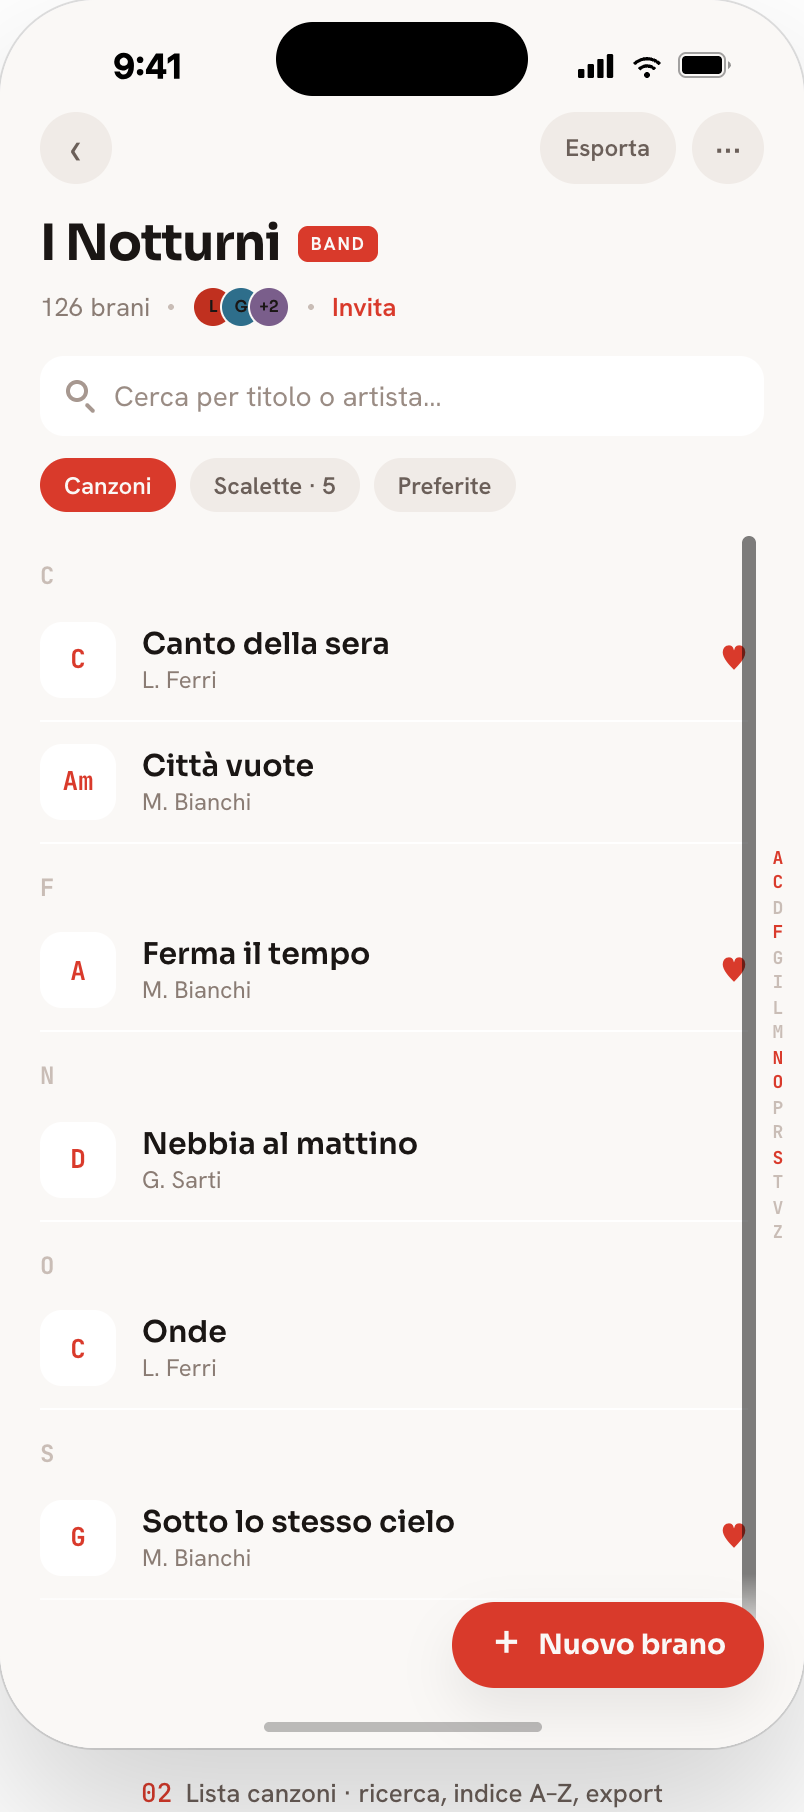 9:41
‹ Esporta ...
I Notturni BAND
126 brani • L G +2 • Invita
Cerca per titolo o artista...
Canzoni Scalette · 5 Preferite
C
C Canto della sera
L. Ferri
Am Città vuote
M. Bianchi
F
A Ferma il tempo
M. Bianchi
N
D Nebbia al mattino
G. Sarti
O
C Onde
L. Ferri
S
G Sotto lo stesso cielo
M. Bianchi
A
C
D
F
G
I
L
M
N
O
P
R
S
T
V
Z
+ Nuovo brano
02 Lista canzoni · ricerca, indice A–Z, export